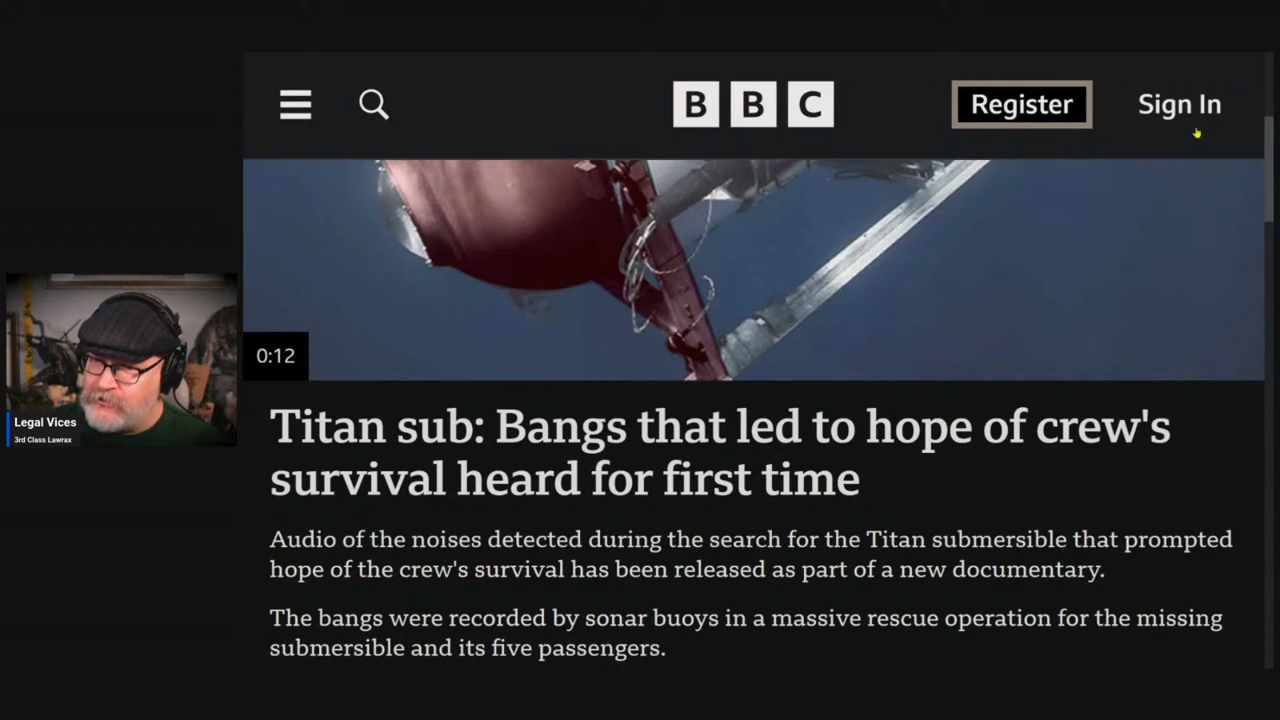 BBC
Register
Sign In
0:12
Legal Vices
3rd Class Lawrax
Titan sub: Bangs that led to hope of crew's
survival heard for first time
Audio of the noises detected during the search for the Titan submersible that prompted
hope of the crew's survival has been released as part of a new documentary.
The bangs were recorded by sonar buoys in a massive rescue operation for the missing
submersible and its five passengers.